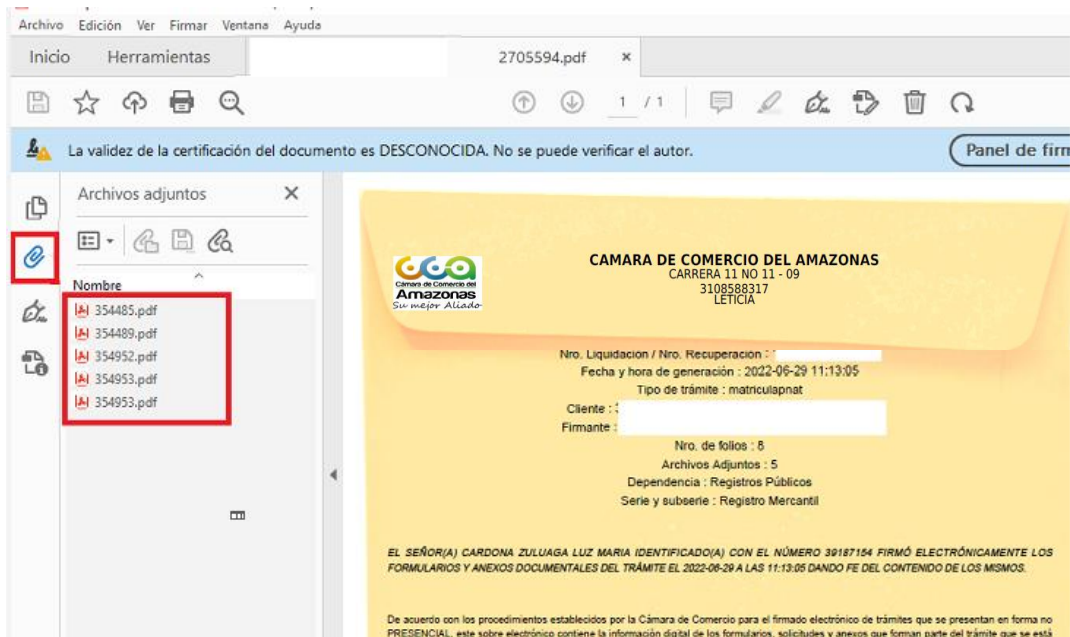 Archivo Edición Ver Firmar Ventana Ayuda
Inicio Herramientas 2705594.pdf ×
1 / 1
La validez de la certificación del documento es DESCONOCIDA. No se puede verificar el autor. Panel de firm
Archivos adjuntos ×
Nombre
354485.pdf
354489.pdf
354952.pdf
354953.pdf
354953.pdf
Cámara de Comercio del
Amazonas
Su mejor Aliado
CAMARA DE COMERCIO DEL AMAZONAS
CARRERA 11 NO 11 - 09
3108588317
LETICIA
Nro. Liquidación / Nro. Recuperación :
Fecha y hora de generación : 2022-06-29 11:13:05
Tipo de trámite : matriculapnat
Cliente :
Firmante :
Nro. de folios : 8
Archivos Adjuntos : 5
Dependencia : Registros Públicos
Serie y subserie : Registro Mercantil
EL SEÑOR(A) CARDONA ZULUAGA LUZ MARIA IDENTIFICADO(A) CON EL NÚMERO 39187154 FIRMÓ ELECTRÓNICAMENTE LOS
FORMULARIOS Y ANEXOS DOCUMENTALES DEL TRÁMITE EL 2022-06-29 A LAS 11:13:05 DANDO FE DEL CONTENIDO DE LOS MISMOS.
De acuerdo con los procedimientos establecidos por la Cámara de Comercio para el firmado electrónico de trámites que se presentan en forma no
PRESENCIAL, este sobre electrónico contiene la información digital de los formularios, solicitudes y anexos que forman parte del trámite que se está